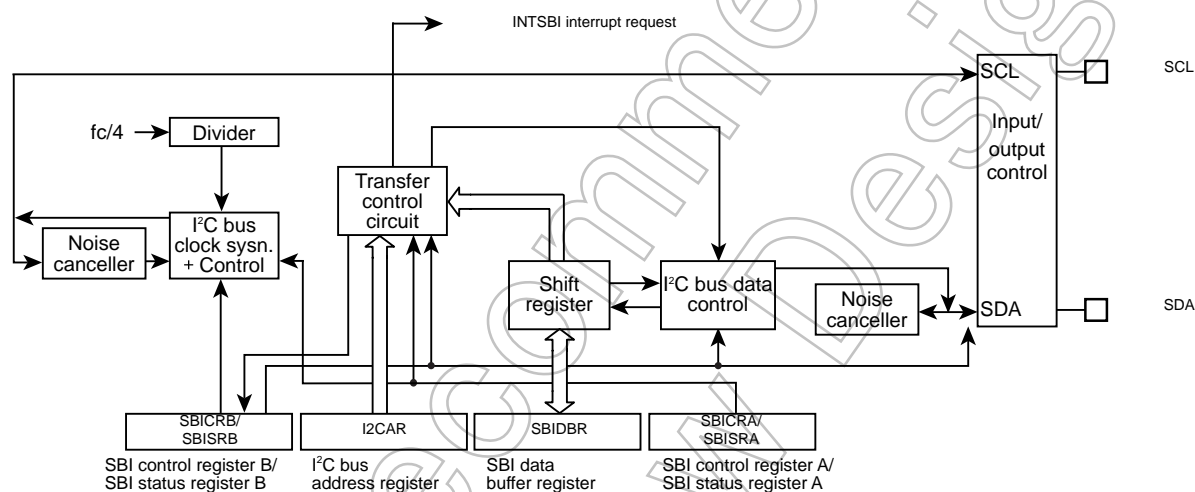 INTSBI interrupt request
SCL
SCL
fc/4
Divider
Input/
output
control
Transfer
control
circuit
I²C bus
clock sysn.
+ Control
Noise
canceller
Shift
register
I²C bus data
control
Noise
canceller
SDA
SDA
SBICRB/
SBISRB
I2CAR
SBIDBR
SBICRA/
SBISRA
SBI control register B/
SBI status register B
I²C bus
address register
SBI data
buffer register
SBI control register A/
SBI status register A
ecomme
w Desig